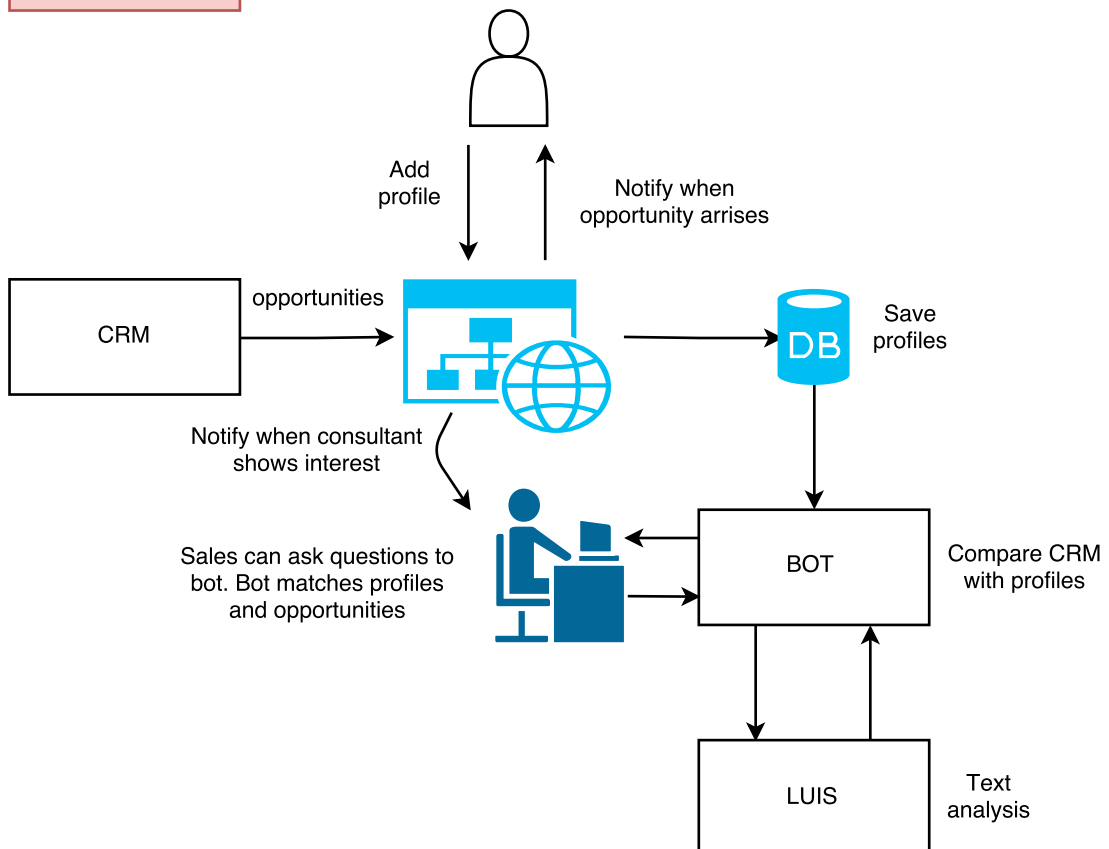 Add
profile
Notify when
opportunity arrises
CRM
opportunities
DB
Save
profiles
Notify when consultant
shows interest
Sales can ask questions to
bot. Bot matches profiles
and opportunities
BOT
Compare CRM
with profiles
LUIS
Text
analysis